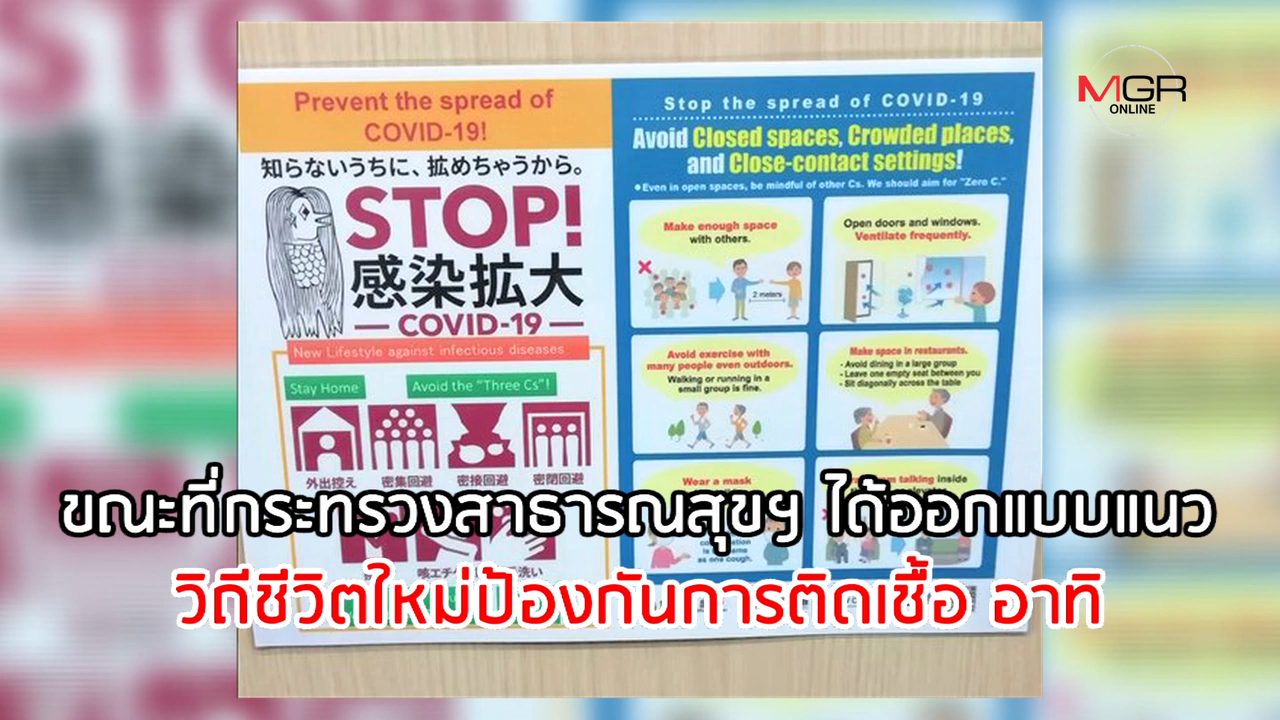 MGR
ONLINE
Prevent the spread of
COVID-19!
知らないうちに、拡めちゃうから。
STOP!
感染拡大
COVID-19
New Lifestyle against infectious diseases
Stay Home
Avoid the "Three Cs"!
外出控え
密集回避
密接回避
密閉回避
Stop the spread of COVID-19
Avoid Closed spaces, Crowded places,
and Close-contact settings!
•Even in open spaces, be mindful of other Cs. We should aim for "Zero C."
Make enough space
with others.
2 meters
Open doors and windows.
Ventilate frequently.
Avoid exercise with
many people even outdoors.
Walking or running in a
small group is fine.
Make space in restaurants.
- Avoid dining in a large group
- Leave one empty seat between you
- Sit diagonally across the table
Wear a mask
talking inside
ขณะที่กระทรวงสาธารณสุขฯ ได้ออกแบบแนว
วิถีชีวิตใหม่ป้องกันการติดเชื้อ อาทิ